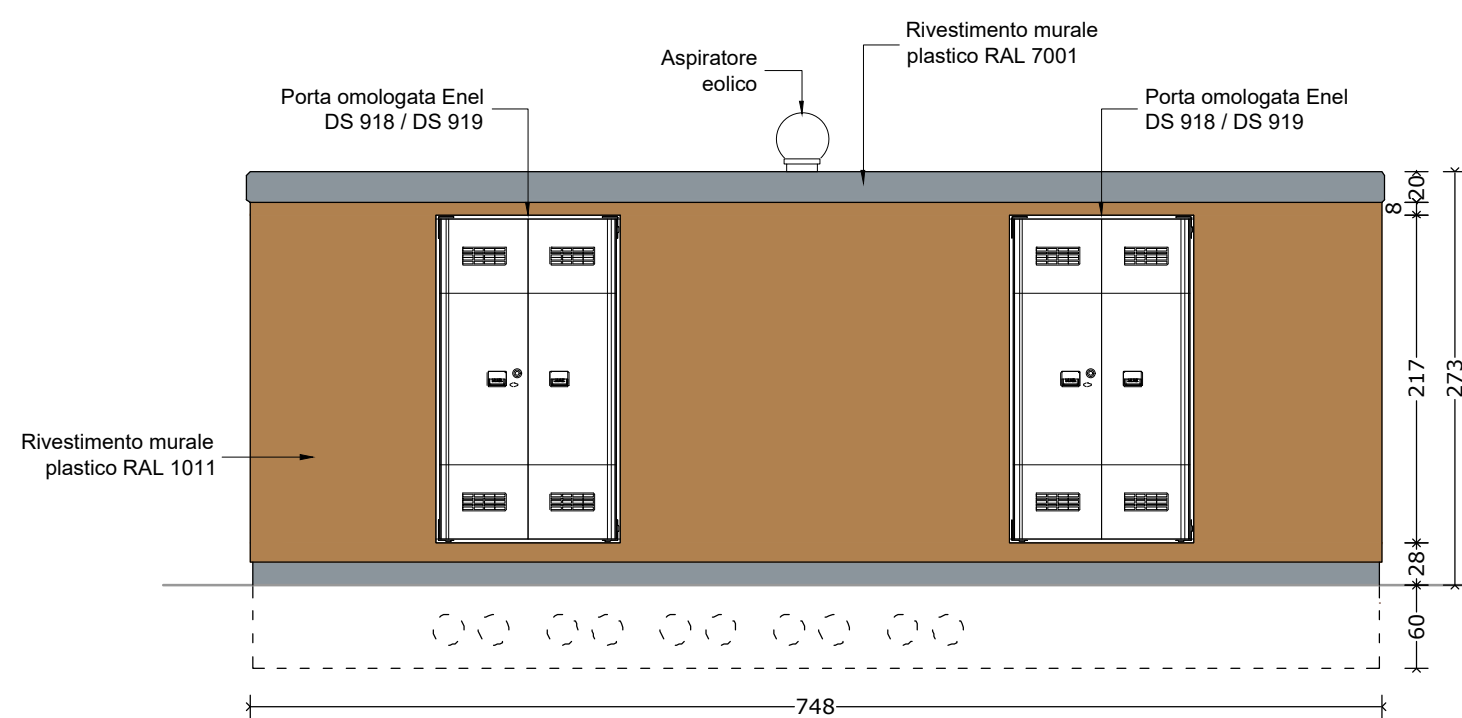 Rivestimento murale
plastico RAL 7001
Aspiratore
eolico
Porta omologata Enel
DS 918 / DS 919
Porta omologata Enel
DS 918 / DS 919
20
8
217
273
Rivestimento murale
plastico RAL 1011
28
60
748